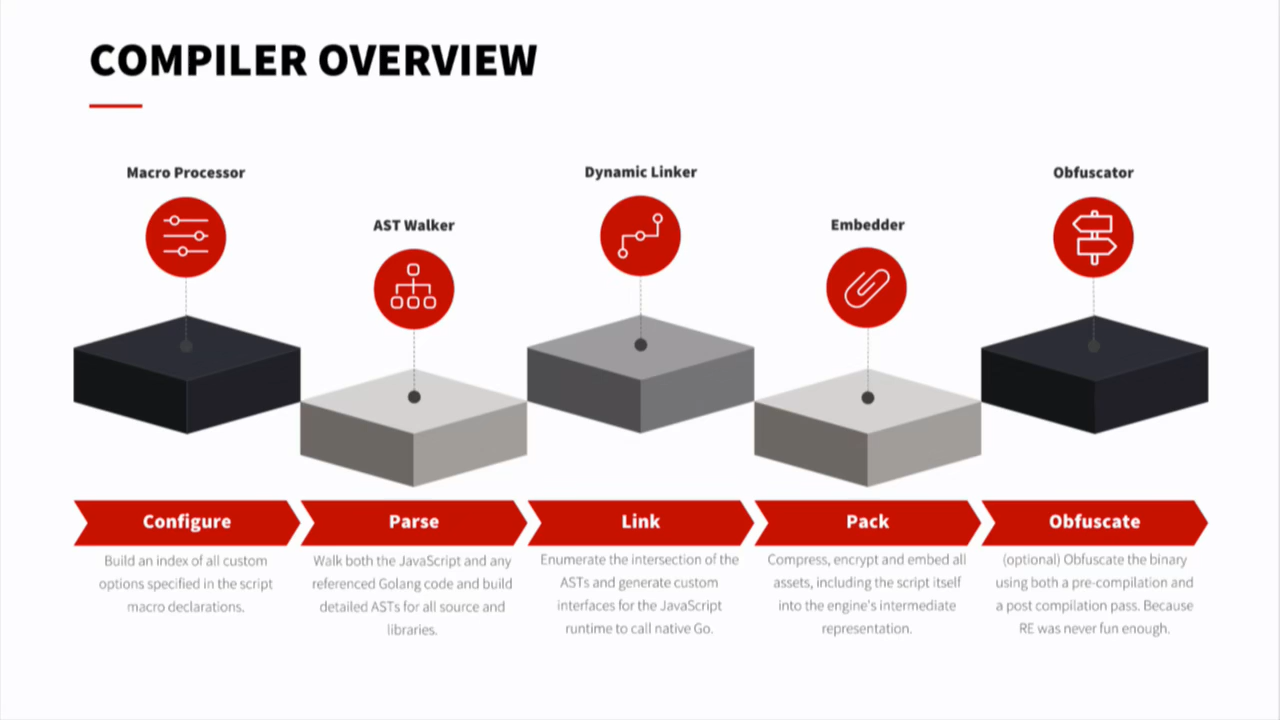 COMPILER OVERVIEW
Macro Processor
AST Walker
Dynamic Linker
Embedder
Obfuscator
Configure
Build an index of all custom
options specified in the script
macro declarations.
Parse
Walk both the JavaScript and any
referenced Golang code and build
detailed ASTs for all source and
libraries.
Link
Enumerate the intersection of the
ASTs and generate custom
interfaces for the JavaScript
runtime to call native Go.
Pack
Compress, encrypt and embed all
assets, including the script itself
into the engine's intermediate
representation.
Obfuscate
(optional) Obfuscate the binary
using both a pre-compilation and
a post compilation pass. Because
RE was never fun enough.